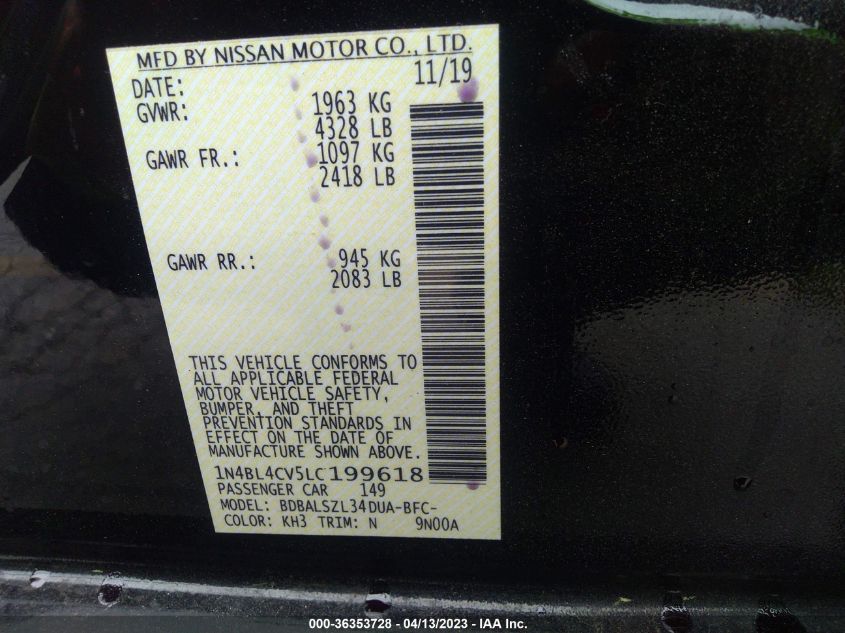 MFD BY NISSAN MOTOR CO., LTD.
DATE: 11/19
GVWR: 1963 KG
4328 LB
GAWR FR.: 1097 KG
2418 LB
GAWR RR.: 945 KG
2083 LB
THIS VEHICLE CONFORMS TO
ALL APPLICABLE FEDERAL
MOTOR VEHICLE SAFETY,
BUMPER, AND THEFT
PREVENTION STANDARDS IN
EFFECT ON THE DATE OF
MANUFACTURE SHOWN ABOVE.
1N4BL4CV5LC199618
PASSENGER CAR 149
MODEL: BDBALSZL34DUA-BFC-
COLOR: KH3 TRIM: N 9N00A
000-36353728 - 04/13/2023 - IAA Inc.